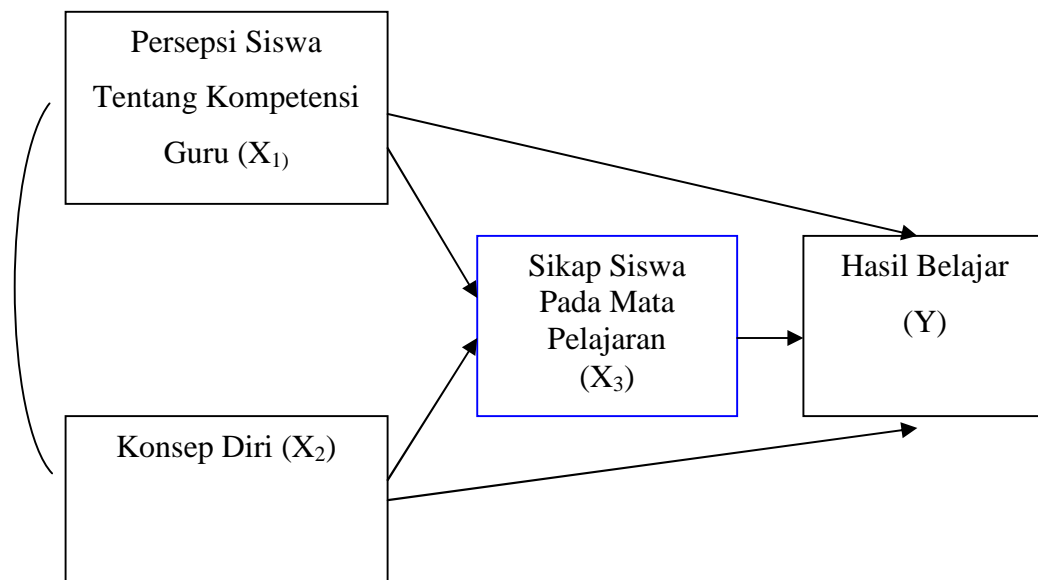 Persepsi Siswa
Tentang Kompetensi
Guru (X₁₎
Sikap Siswa
Pada Mata
Pelajaran
(X₃)
Hasil Belajar
(Y)
Konsep Diri (X₂)